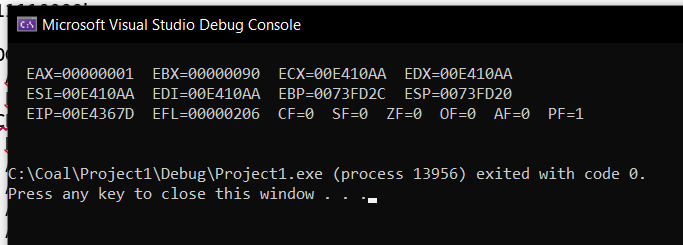 Microsoft Visual Studio Debug Console
EAX=00000001 EBX=00000090 ECX=00E410AA EDX=00E410AA
ESI=00E410AA EDI=00E410AA EBP=0073FD2C ESP=0073FD20
EIP=00E4367D EFL=00000206 CF=0 SF=0 ZF=0 OF=0 AF=0 PF=1
C:\Coal\Project1\Debug\Project1.exe (process 13956) exited with code 0.
Press any key to close this window . . .